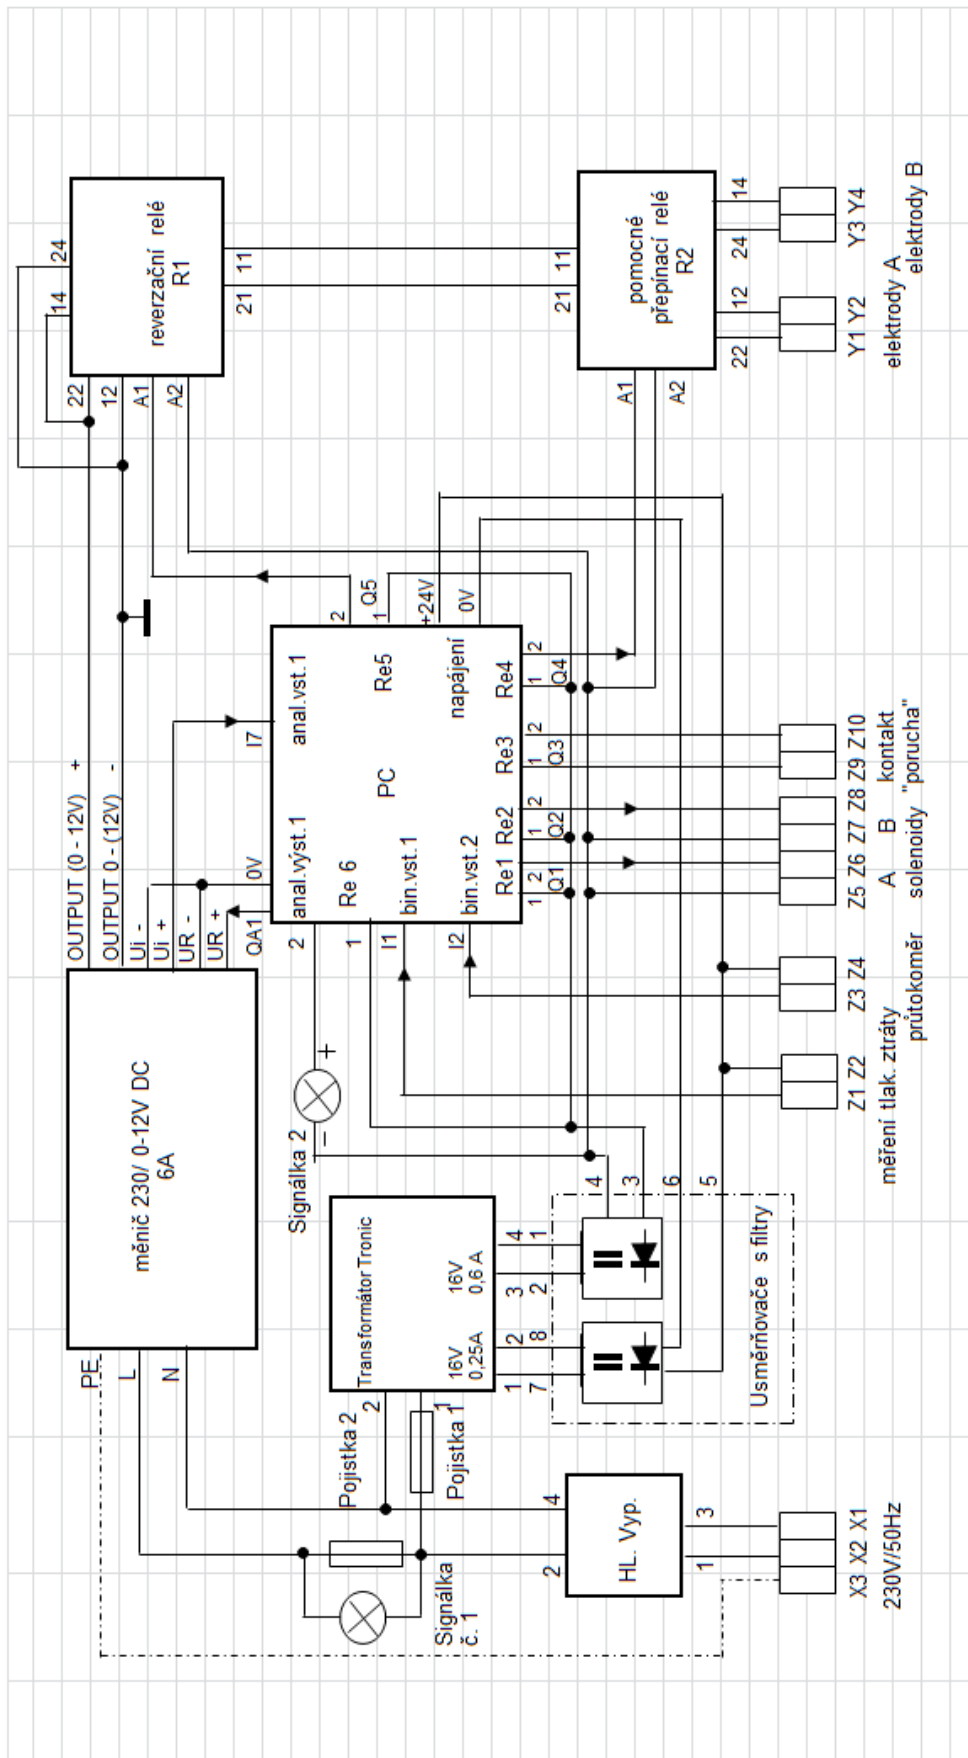 PE
L
N
měnič 230/ 0-12V DC
6A
OUTPUT (0 - 12V) +
OUTPUT 0 - (12V) -
Ui -
Ui +
UR -
UR +
QA1
0V
I7
22
12
A1
A2
14
24
reverzační relé
R1
21
11
Signálka 2
-
+
2
1
I1
I2
anal.výst.1
anal.vst.1
Re 6
bin.vst.1
bin.vst.2
PC
Re5
napájení
Re1
Re2
Re3
Re4
2
1
Q5
+24V
0V
1
2
Q1
1
2
Q2
1
2
Q3
1
2
Q4
21
11
pomocné
přepínací relé
R2
A1
A2
22
12
24
14
Pojistka 2
Pojistka 1
2
1
Transformátor Tronic
16V
0,25A
16V
0,6 A
1
2
3
4
7
8
2
1
4
3
6
5
Usměrňovače s filtry
Signálka
č. 1
2
4
HL. Vyp.
1
3
X3 X2 X1
230V/50Hz
Z1 Z2
měření tlak. ztráty
Z3 Z4
průtokoměr
Z5 Z6 Z7 Z8
A B
solenoidy
Z9 Z10
kontakt
"porucha"
Y1 Y2
elektrody A
Y3 Y4
elektrody B